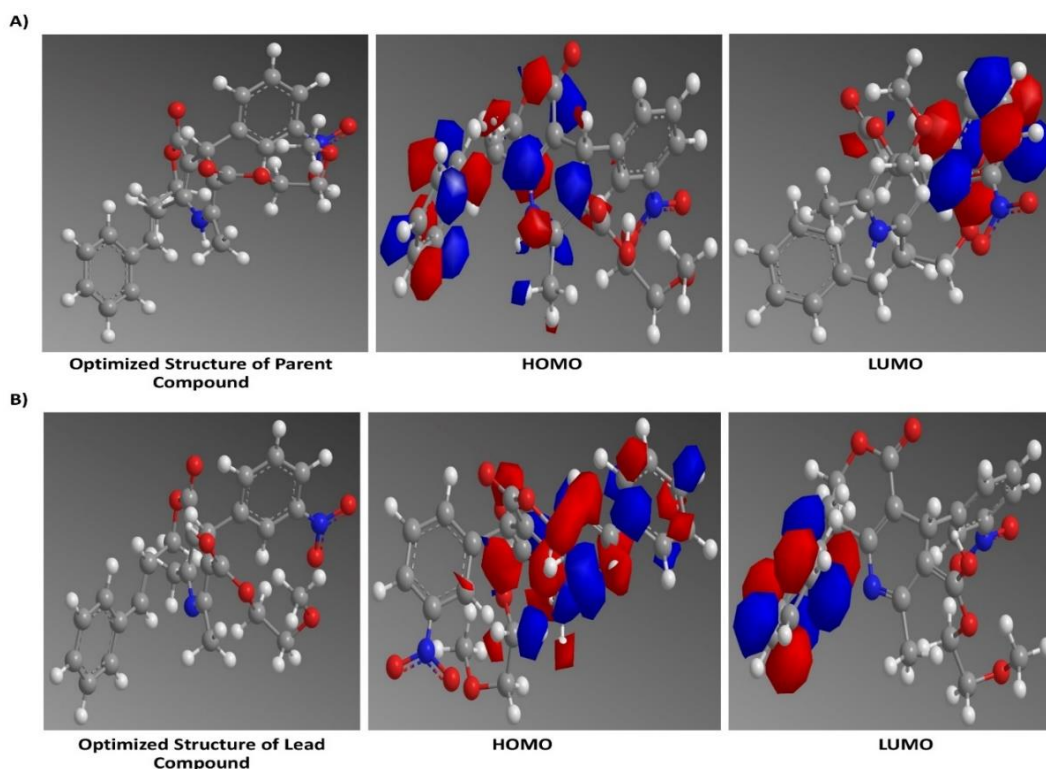 A)
Optimized Structure of Parent
Compound
HOMO
LUMO
B)
Optimized Structure of Lead
Compound
HOMO
LUMO